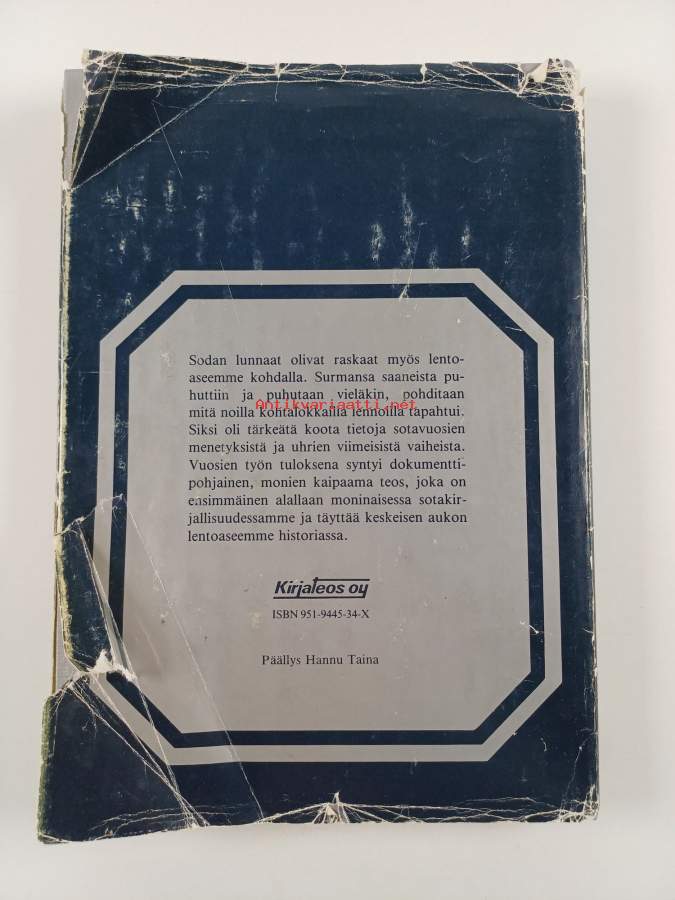 Sodan lunnaat olivat raskaat myös lento-
aseemme kohdalla. Surmansa saaneista pu-
huttiin ja puhutaan vieläkin, pohditaan
mitä noilla kohtalokkailla lennoilla tapahtui.
Antikvariaatti.net
Siksi oli tärkeätä koota tietoja sotavuosien
menetyksistä ja uhrien viimeisistä vaiheista.
Vuosien työn tuloksena syntyi dokumentti-
pohjainen, monien kaipaama teos, joka on
ensimmäinen alallaan moninaisessa sotakir-
jallisuudessamme ja täyttää keskeisen aukon
lentoaseemme historiassa.
Kirjateos oy
ISBN 951-9445-34-X
Päällys Hannu Taina